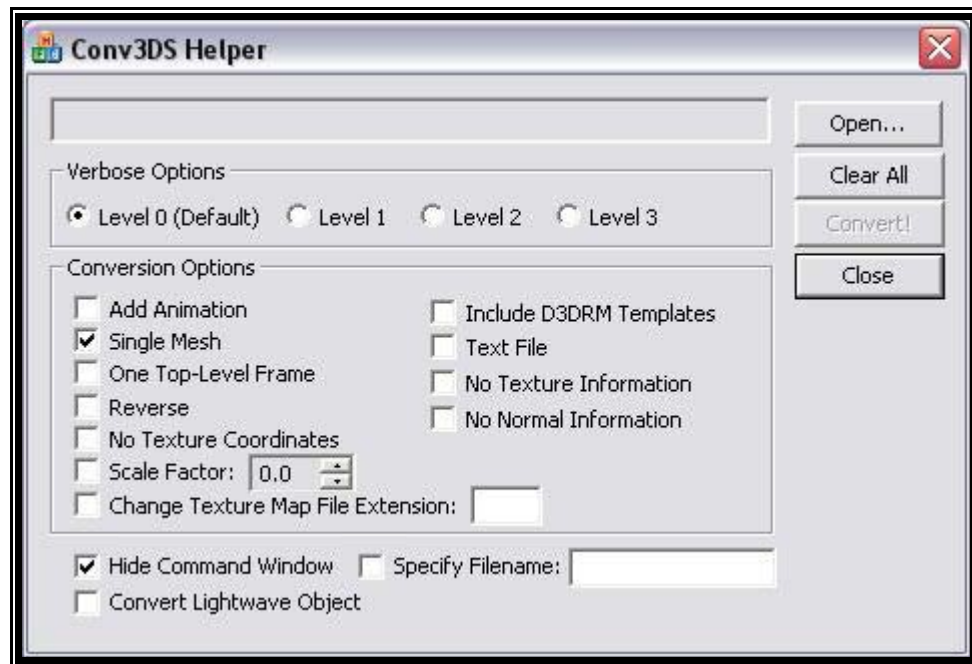 Conv3DS Helper
Open...
Verbose Options
Clear All
Level 0 (Default) Level 1 Level 2 Level 3
Convert!
Conversion Options
Close
Add Animation
Include D3DRM Templates
Single Mesh
Text File
One Top-Level Frame
No Texture Information
Reverse
No Normal Information
No Texture Coordinates
Scale Factor: 0.0
Change Texture Map File Extension:
Hide Command Window Specify Filename:
Convert Lightwave Object